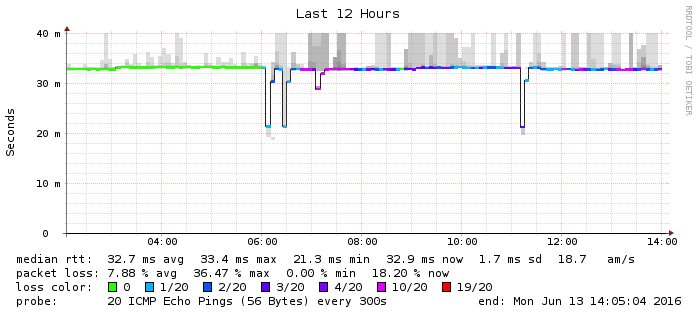 Last 12 Hours
RRDTOOL / TOBI OETIKER
Seconds
40 m
30 m
20 m
10 m
0
04:00 06:00 08:00 10:00 12:00 14:00
median rtt: 32.7 ms avg 33.4 ms max 21.3 ms min 32.9 ms now 1.7 ms sd 18.7 am/s
packet loss: 7.88 % avg 36.47 % max 0.00 % min 18.20 % now
loss color: 0 1/20 2/20 3/20 4/20 10/20 19/20
probe: 20 ICMP Echo Pings (56 Bytes) every 300s end: Mon Jun 13 14:05:04 2016